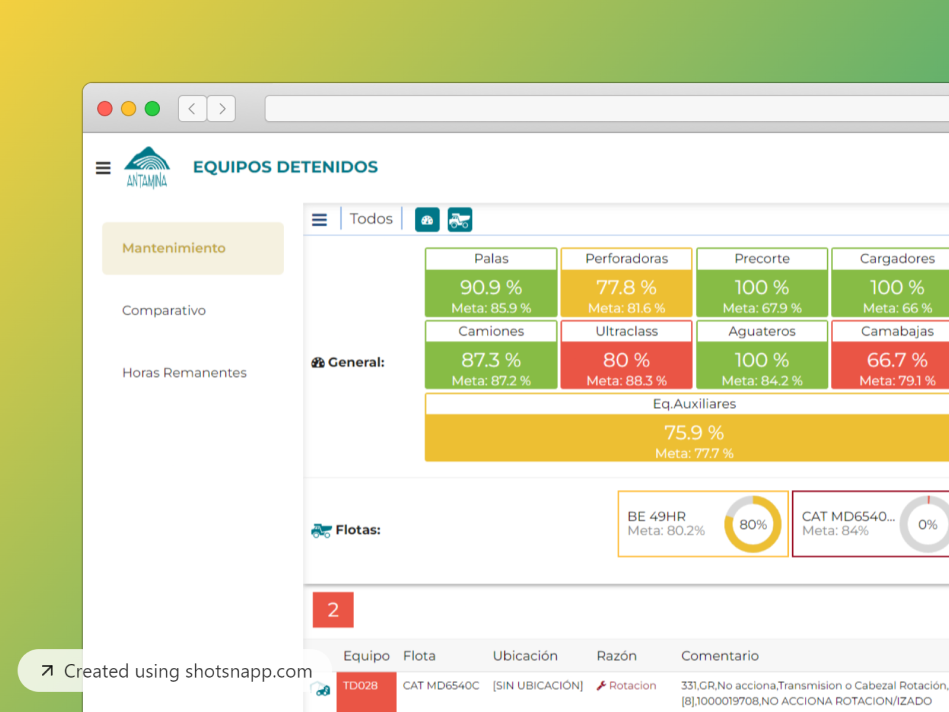 ANTAMINA
EQUIPOS DETENIDOS
Mantenimiento
Comparativo
Horas Remanentes
Todos
Palas Perforadoras Precorte Cargadores
90.9 % 77.8 % 100 % 100 %
Meta: 85.9 % Meta: 81.6 % Meta: 67.9 % Meta: 66 %
Camiones Ultraclass Aguateros Camabajas
87.3 % 80 % 100 % 66.7 %
Meta: 87.2 % Meta: 88.3 % Meta: 84.2 % Meta: 79.1 %
General:
Eq.Auxiliares
75.9 %
Meta: 77.7 %
Flotas:
BE 49HR
Meta: 80.2%
80%
CAT MD6540...
Meta: 84%
0%
2
Equipo Flota Ubicación Razón Comentario
TD028 CAT MD6540C [SIN UBICACIÓN] Rotacion 331,GR,No acciona,Transmision o Cabezal Rotación,
[8],1000019708,NO ACCIONA ROTACION/IZADO
Created using shotsnapp.com